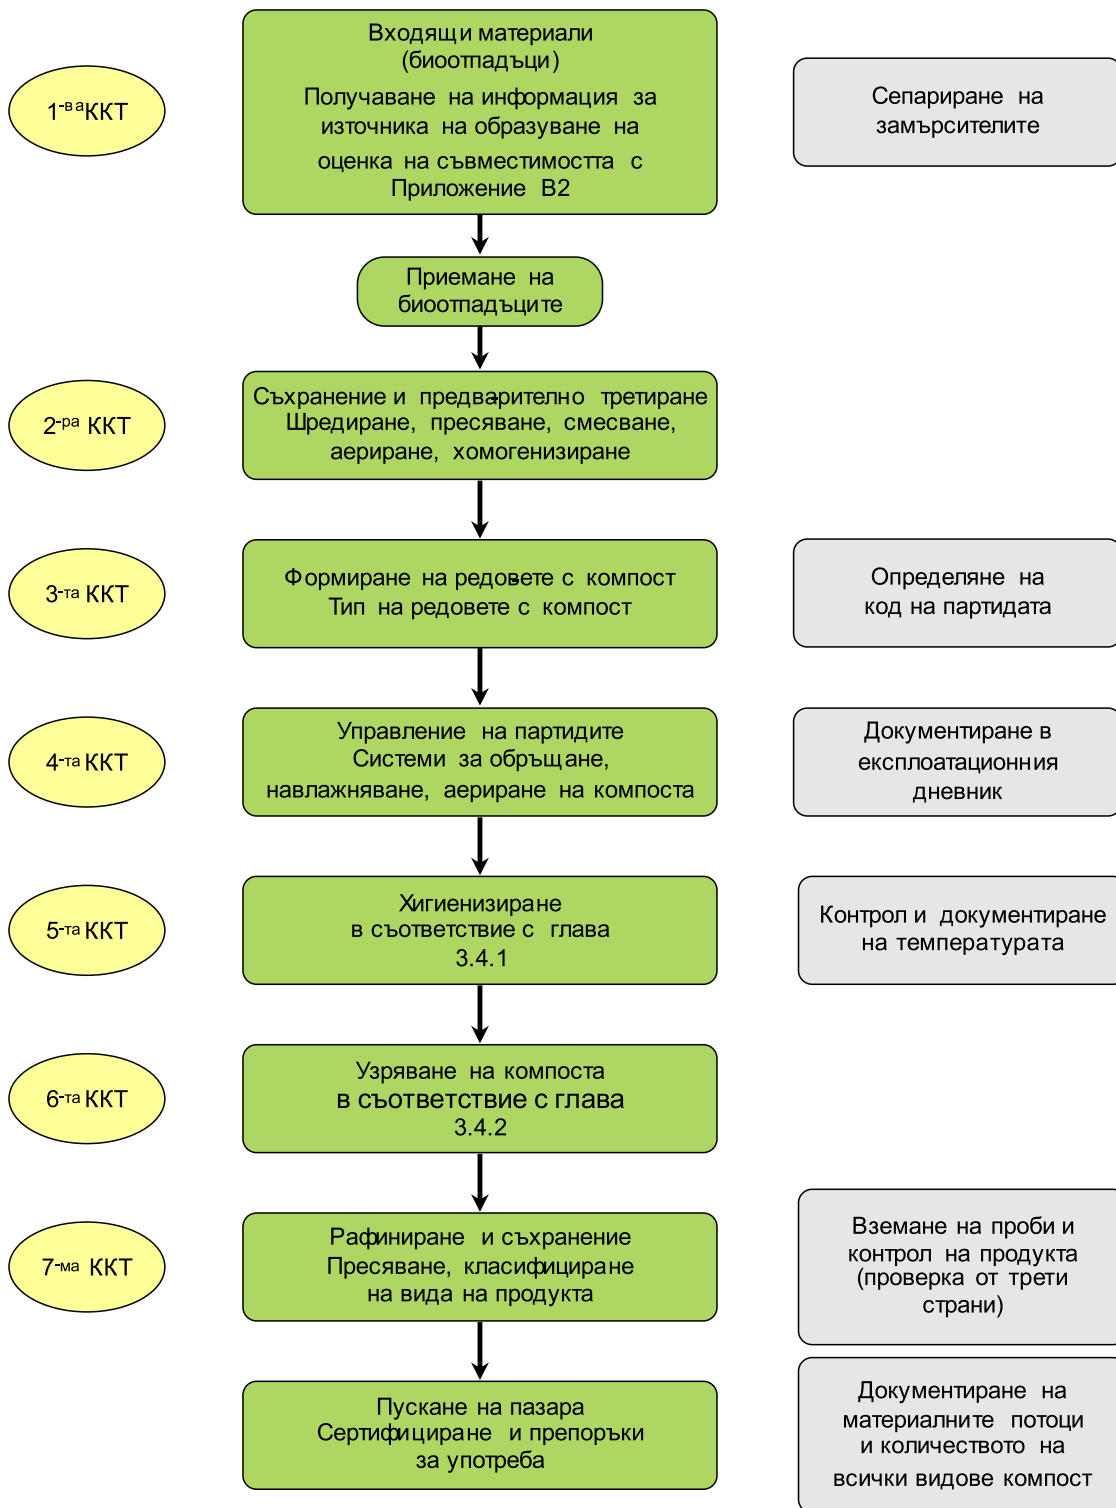 1-ва ККТ
Входящи материали
(биоотпадъци)
Получаване на информация за
източника на образуване на
оценка на съвместимостта с
Приложение В2
Сепариране на
замърсителите
Приемане на
биоотпадъците
2-ра ККТ
Съхранение и предварително третиране
Шредиране, пресяване, смесване,
аериране, хомогенизиране
3-та ККТ
Формиране на редовете с компост
Тип на редовете с компост
Определяне на
код на партидата
4-та ККТ
Управление на партидите
Системи за обръщане,
навлажняване, аериране на компоста
Документиране в
експлоатационния
дневник
5-та ККТ
Хигиенизиране
в съответствие с глава
3.4.1
Контрол и документиране
на температурата
6-та ККТ
Узряване на компоста
в съответствие с глава
3.4.2
7-ма ККТ
Рафиниране и съхранение
Пресяване, класифициране
на вида на продукта
Вземане на проби и
контрол на продукта
(проверка от трети
страни)
Пускане на пазара
Сертифициране и препоръки
за употреба
Документиране на
материалните потоци
и количеството на
всички видове компост